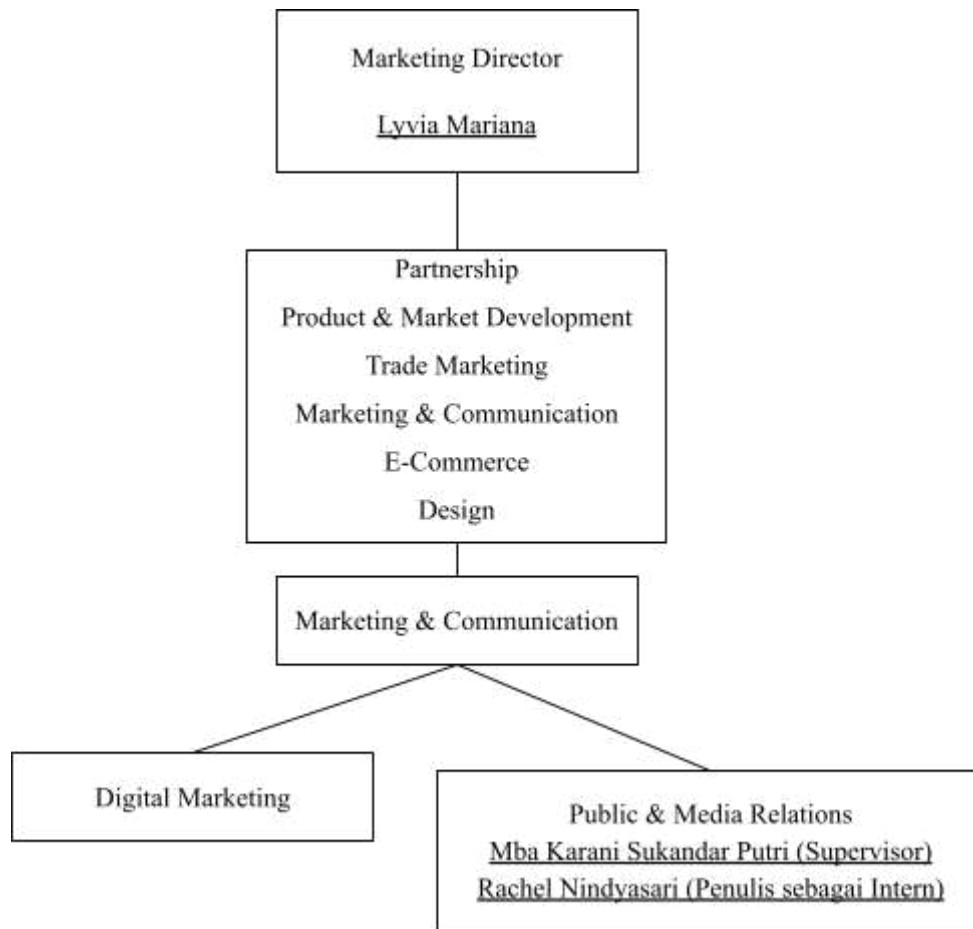 Marketing Director
Lyvia Mariana
Partnership
Product & Market Development
Trade Marketing
Marketing & Communication
E-Commerce
Design
Marketing & Communication
Digital Marketing
Public & Media Relations
Mba Karani Sukandar Putri (Supervisor)
Rachel Nindyasari (Penulis sebagai Intern)